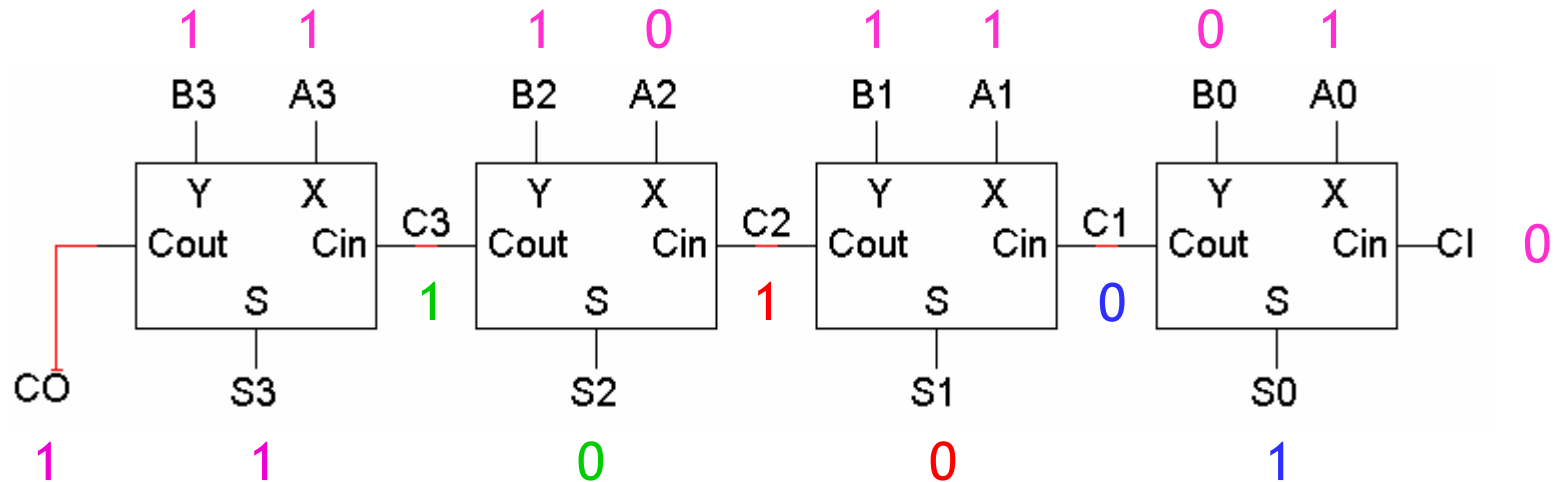 1 1 1 0 1 1 0 1
B3 A3 B2 A2 B1 A1 B0 A0
Y X Y X Y X Y X
C3 C2 C1
Cout Cin Cout Cin Cout Cin Cout Cin CI 0
S 1 S 1 S 0 S
CO S3 S2 S1 S0
1 1 0 0 1